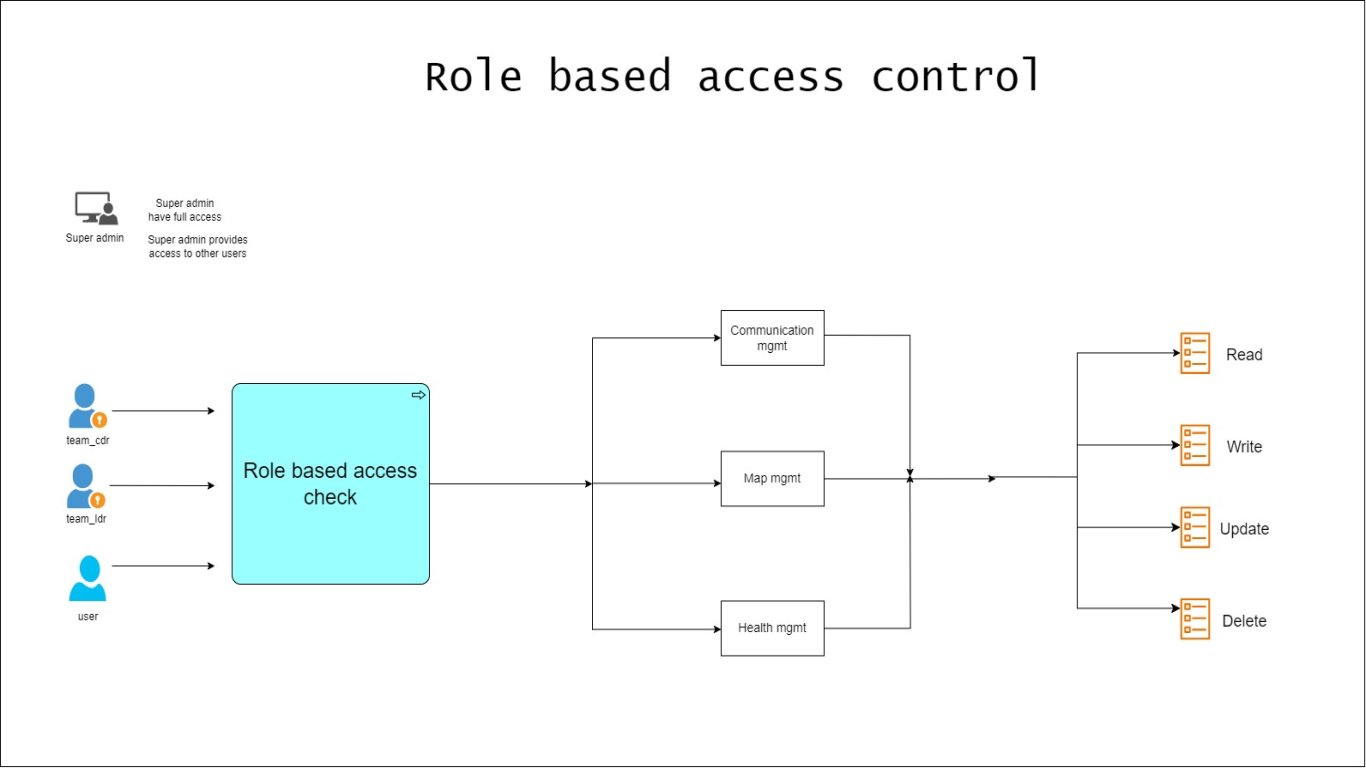 Role based access control
Super admin
have full access
Super admin
Super admin provides
access to other users
Communication
mgmt
Read
team_cdr
Write
Role based access
check
Map mgmt
team_ldr
Update
user
Health mgmt
Delete